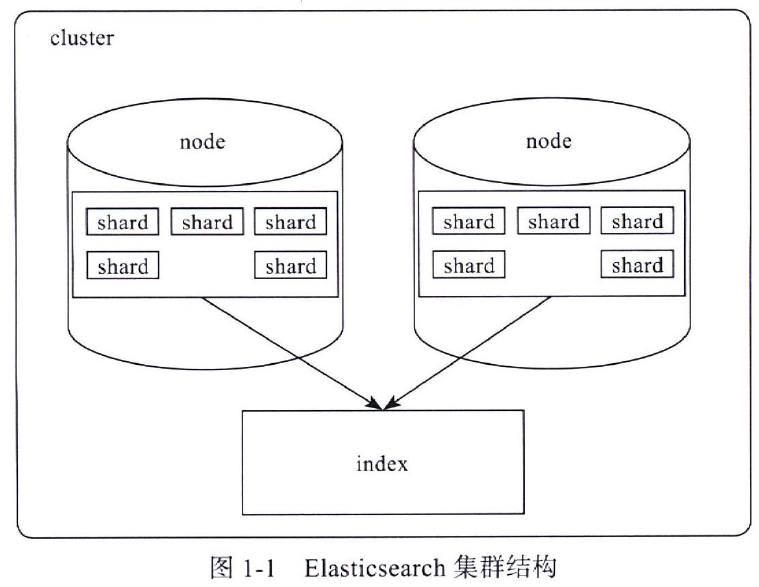 cluster
node node
shard shard shard shard shard shard
shard shard shard shard
index
图 1-1 Elasticsearch 集群结构